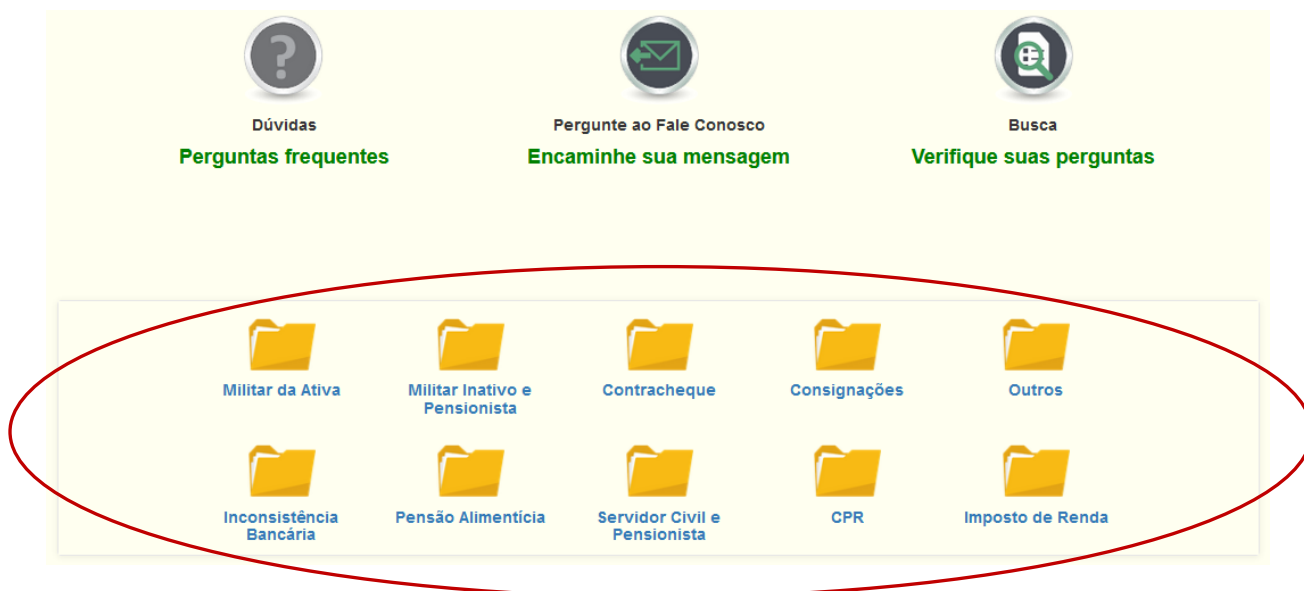 Dúvidas
Perguntas frequentes
Pergunte ao Fale Conosco
Encaminhe sua mensagem
Busca
Verifique suas perguntas
Militar da Ativa
Militar Inativo e
Pensionista
Contracheque
Consignações
Outros
Inconsistência
Bancária
Pensão Alimentícia
Servidor Civil e
Pensionista
CPR
Imposto de Renda